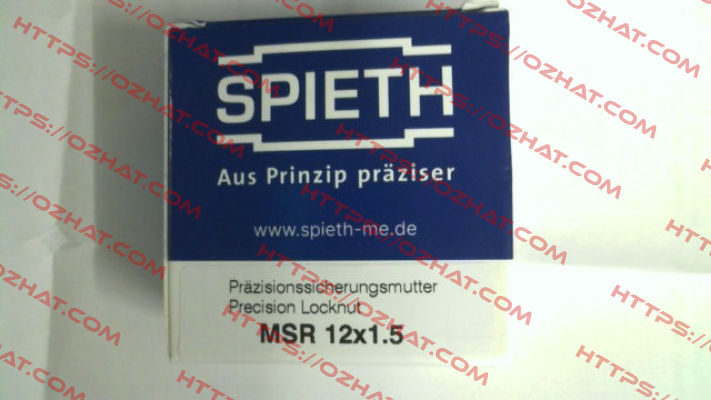 SPIETH
Aus Prinzip präziser
www.spieth-me.de
Präzisionssicherungsmutter
Precision Locknut
MSR 12x1.5
HTTPS://OZHAT.COM